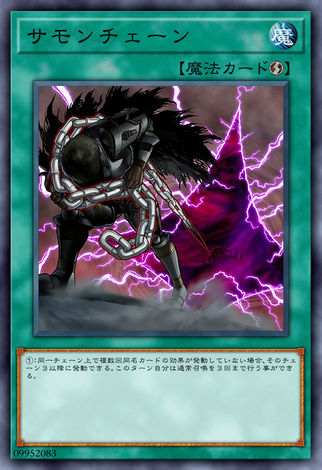 サモンチェーン
魔
【魔法カード】
①:同一チェーン上で複数回同名カードの効果が発動していない場合、そのチェ
ーン3以降に発動できる。このターン自分は通常召喚を3回まで行う事ができ
る。
09952083